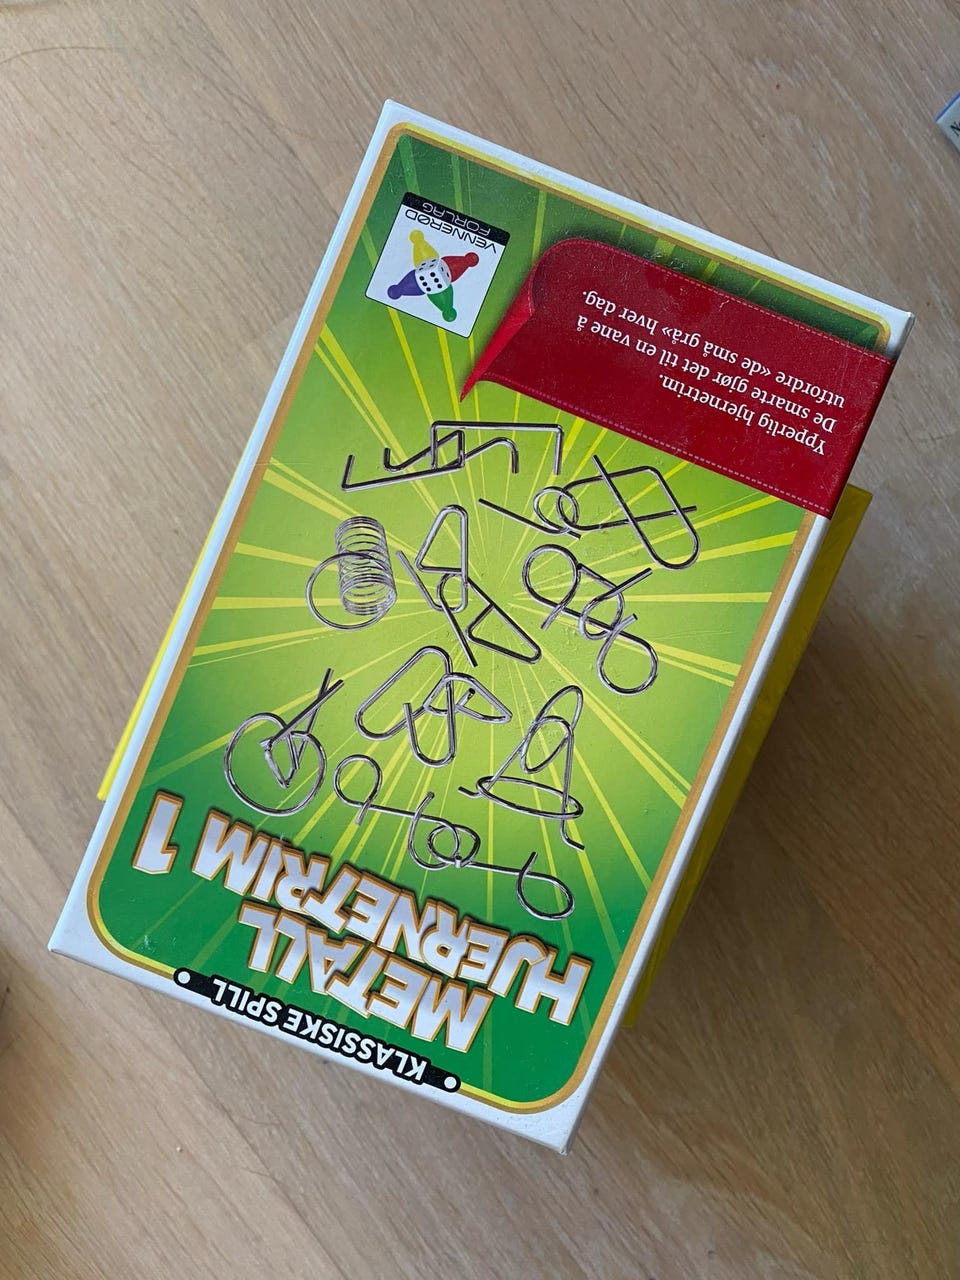 KLASSISKE SPILL
METALL
HJERNETRIM 1
Ypperlig hjernetrim.
De smarte gjør det til en vane å
utfordre «de små grå» hver dag.
VENNERØD
FORLAG